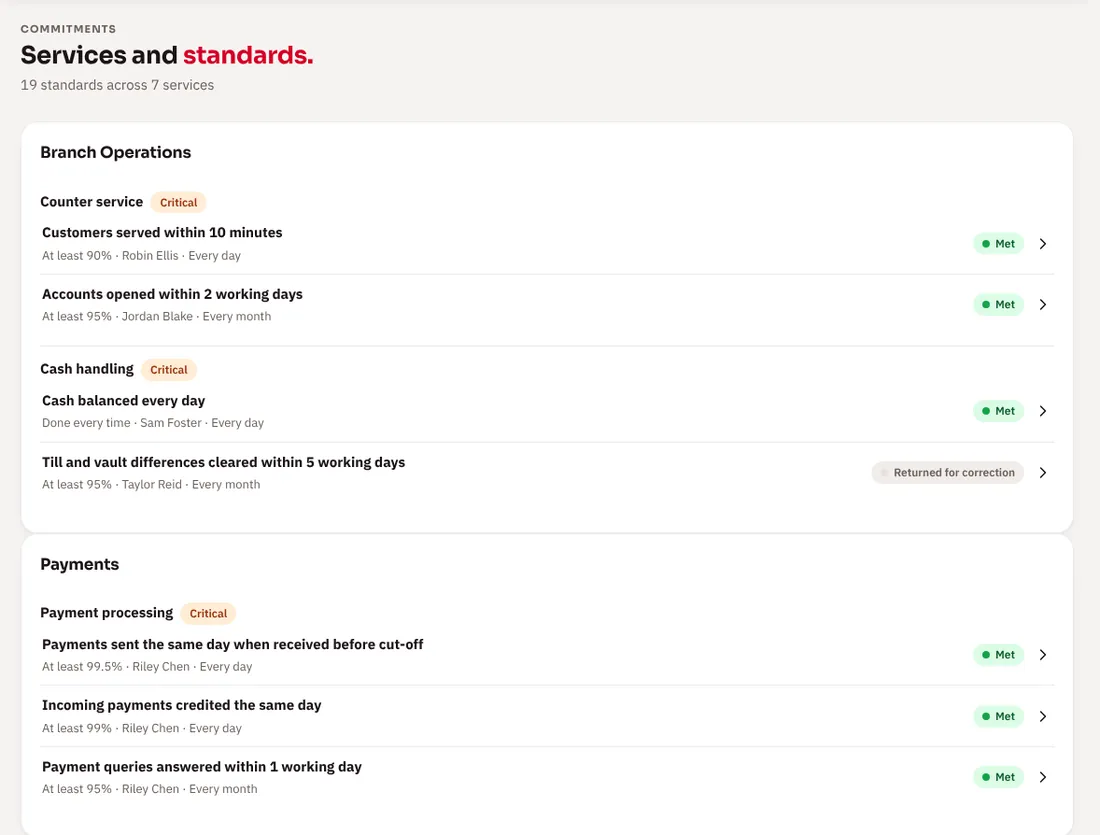 COMMITMENTS
Services and standards.
19 standards across 7 services
Branch Operations
Counter service Critical
Customers served within 10 minutes
At least 90% · Robin Ellis · Every day
Met
Accounts opened within 2 working days
At least 95% · Jordan Blake · Every month
Met
Cash handling Critical
Cash balanced every day
Done every time · Sam Foster · Every day
Met
Till and vault differences cleared within 5 working days
At least 95% · Taylor Reid · Every month
Returned for correction
Payments
Payment processing Critical
Payments sent the same day when received before cut-off
At least 99.5% · Riley Chen · Every day
Met
Incoming payments credited the same day
At least 99% · Riley Chen · Every day
Met
Payment queries answered within 1 working day
At least 95% · Riley Chen · Every month
Met